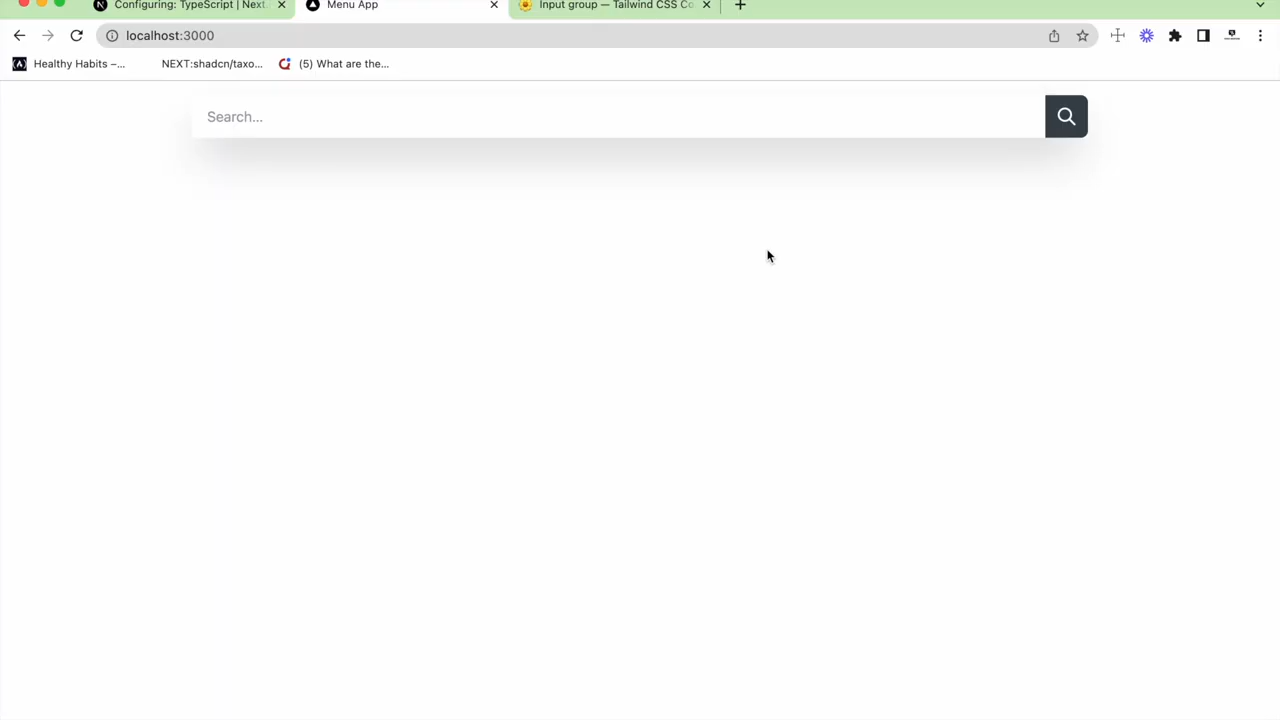 Configuring: TypeScript | Next. Menu App Input group — Tailwind CSS Co
localhost:3000
Healthy Habits –... NEXT:shadcn/taxo... (5) What are the...
Search...